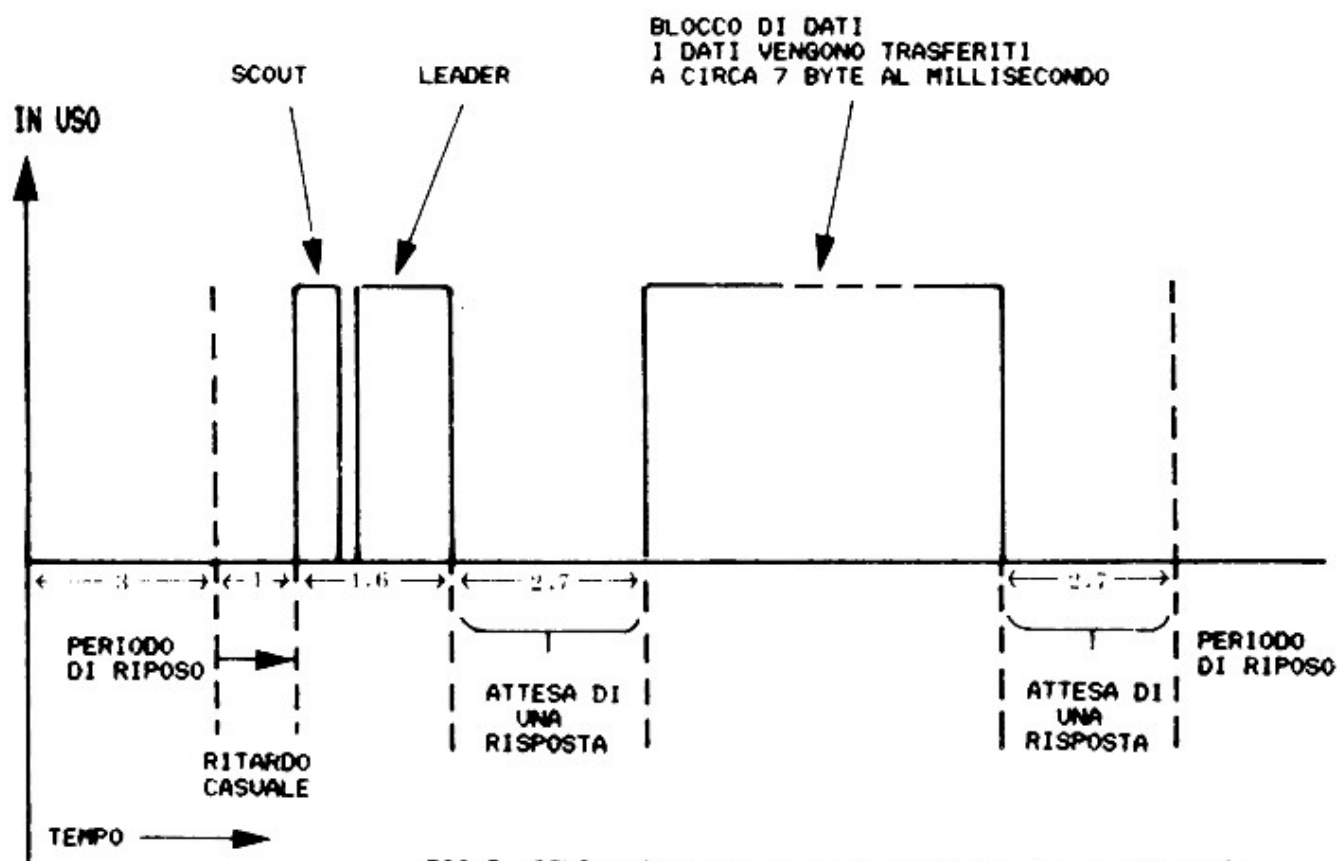 BLOCCO DI DATI
I DATI VENGONO TRASFERITI
A CIRCA 7 BYTE AL MILLISECONDO
SCOUT
LEADER
IN USO
3
1
1.6
2.7
2.7
PERIODO
DI RIPOSO
RITARDO
CASUALE
ATTESA DI
UNA
RISPOSTA
ATTESA DI
UNA
RISPOSTA
PERIODO
DI RIPOSO
TEMPO